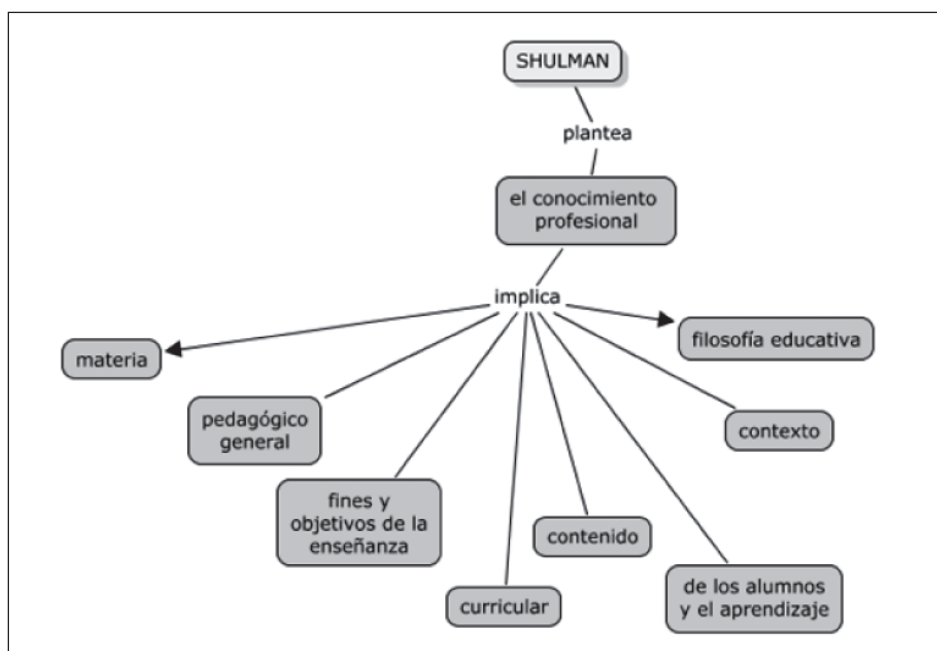 SHULMAN
plantea
el conocimiento
profesional
implica
materia
filosofía educativa
pedagógico
general
contexto
fines y
objetivos de la
enseñanza
contenido
curricular
de los alumnos
y el aprendizaje